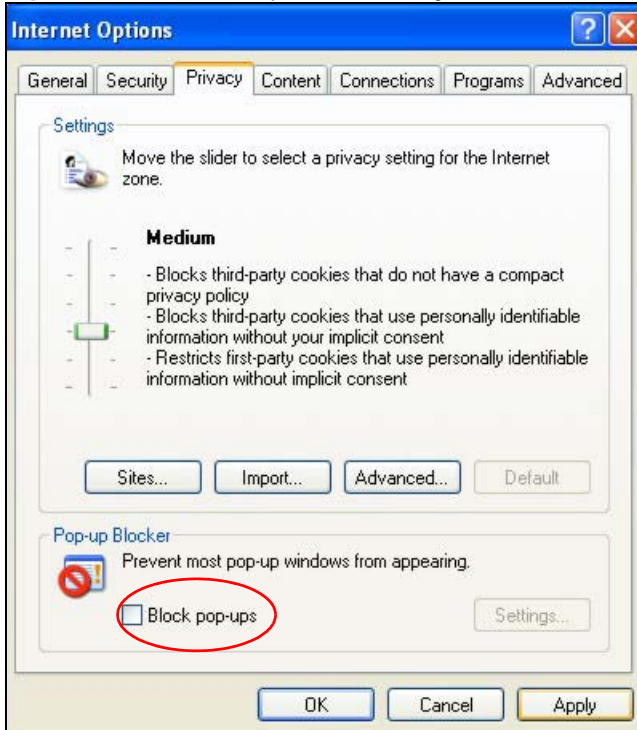 Internet Options
General Security Privacy Content Connections Programs Advanced
Settings
Move the slider to select a privacy setting for the Internet
zone.
Medium
- Blocks third-party cookies that do not have a compact
privacy policy
- Blocks third-party cookies that use personally identifiable
information without your implicit consent
- Restricts first-party cookies that use personally identifiable
information without implicit consent
Sites... Import... Advanced... Default
Pop-up Blocker
Prevent most pop-up windows from appearing.
Block pop-ups Settings...
OK Cancel Apply